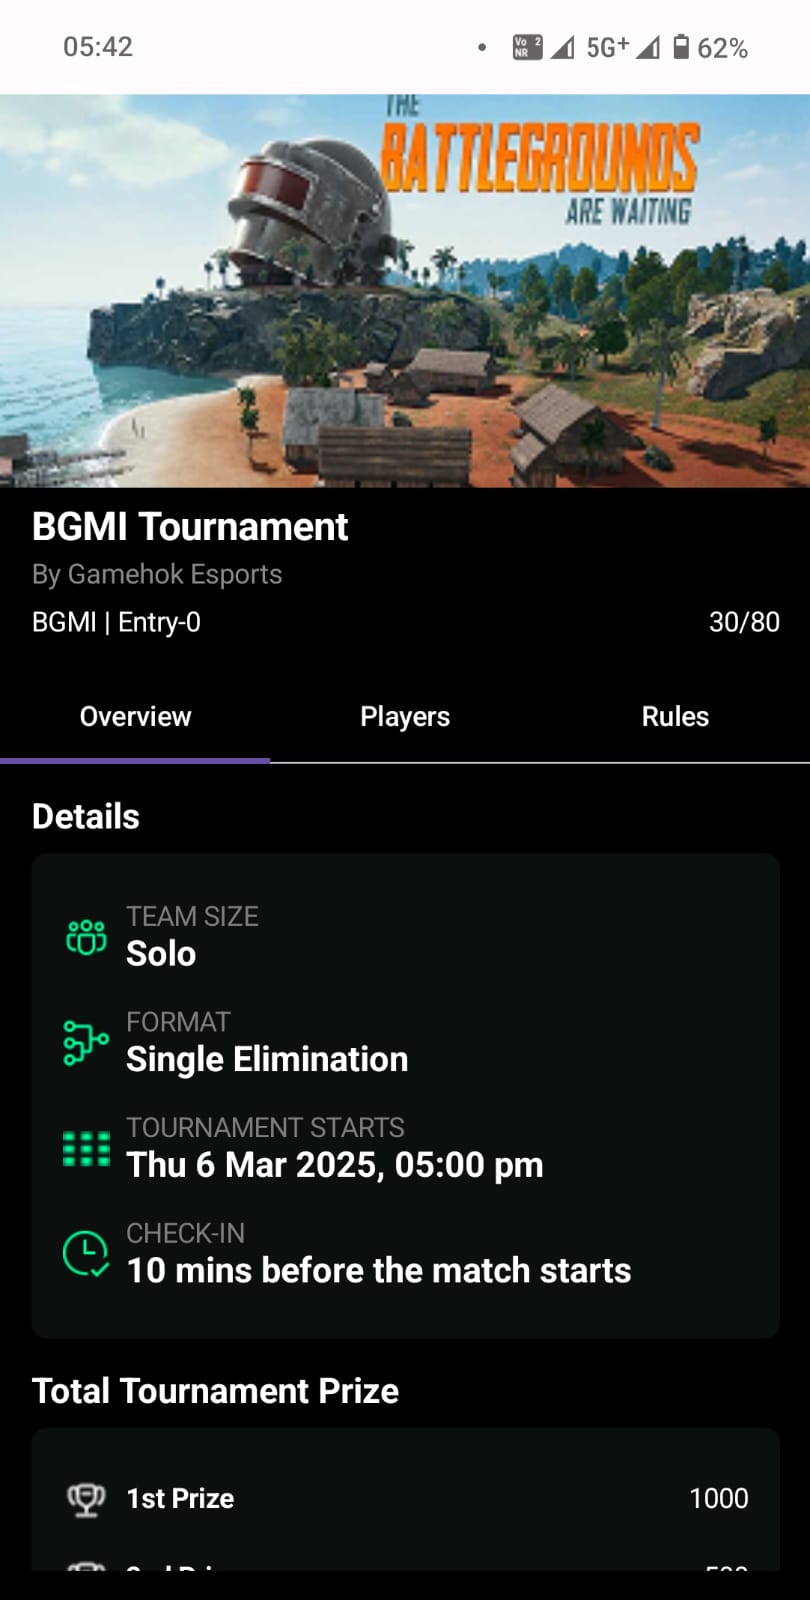 05:42
Vo 2
NR
5G+
62%
THE
BATTLEGROUNDS
ARE WAITING
BGMI Tournament
By Gamehok Esports
BGMI | Entry-0
30/80
Overview
Players
Rules
Details
TEAM SIZE
Solo
FORMAT
Single Elimination
TOURNAMENT STARTS
Thu 6 Mar 2025, 05:00 pm
CHECK-IN
10 mins before the match starts
Total Tournament Prize
1st Prize
1000